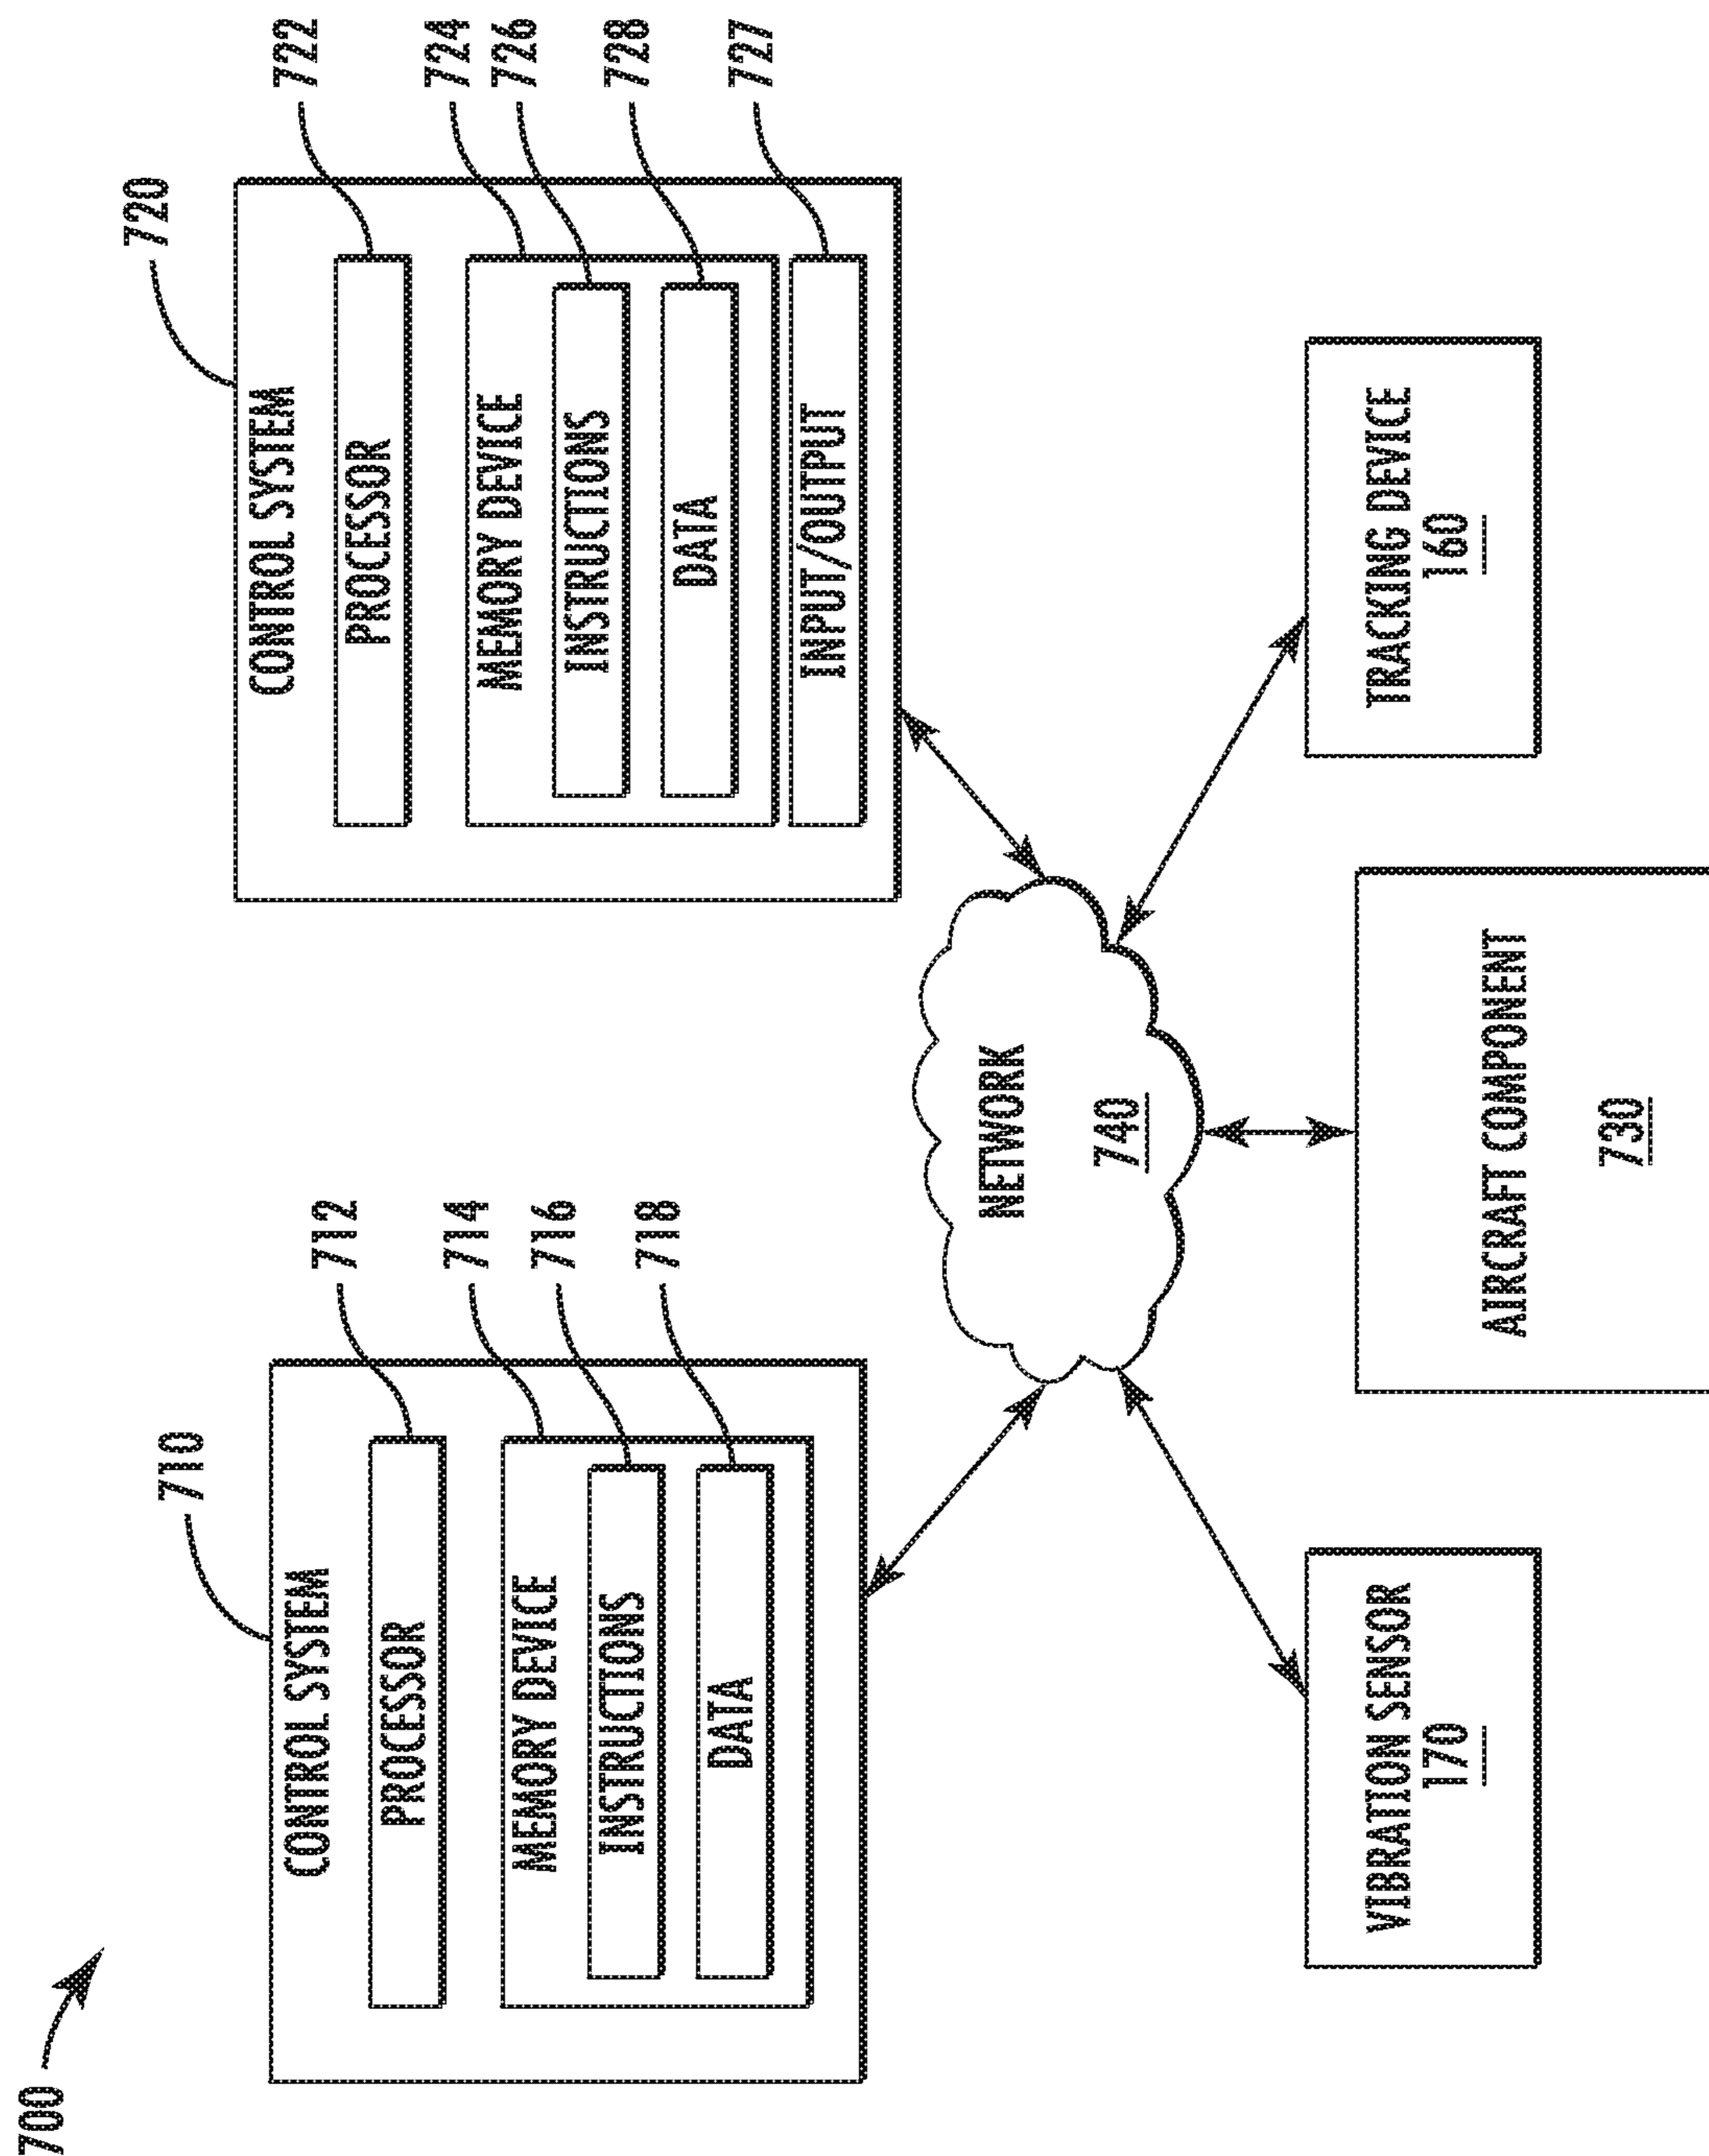 700
710
CONTROL SYSTEM
PROCESSOR
712
MEMORY DEVICE
714
INSTRUCTIONS
716
DATA
718
720
CONTROL SYSTEM
PROCESSOR
722
MEMORY DEVICE
724
INSTRUCTIONS
726
DATA
728
INPUT/OUTPUT
727
NETWORK
740
VIBRATION SENSOR
170
AIRCRAFT COMPONENT
730
TRACKING DEVICE
160